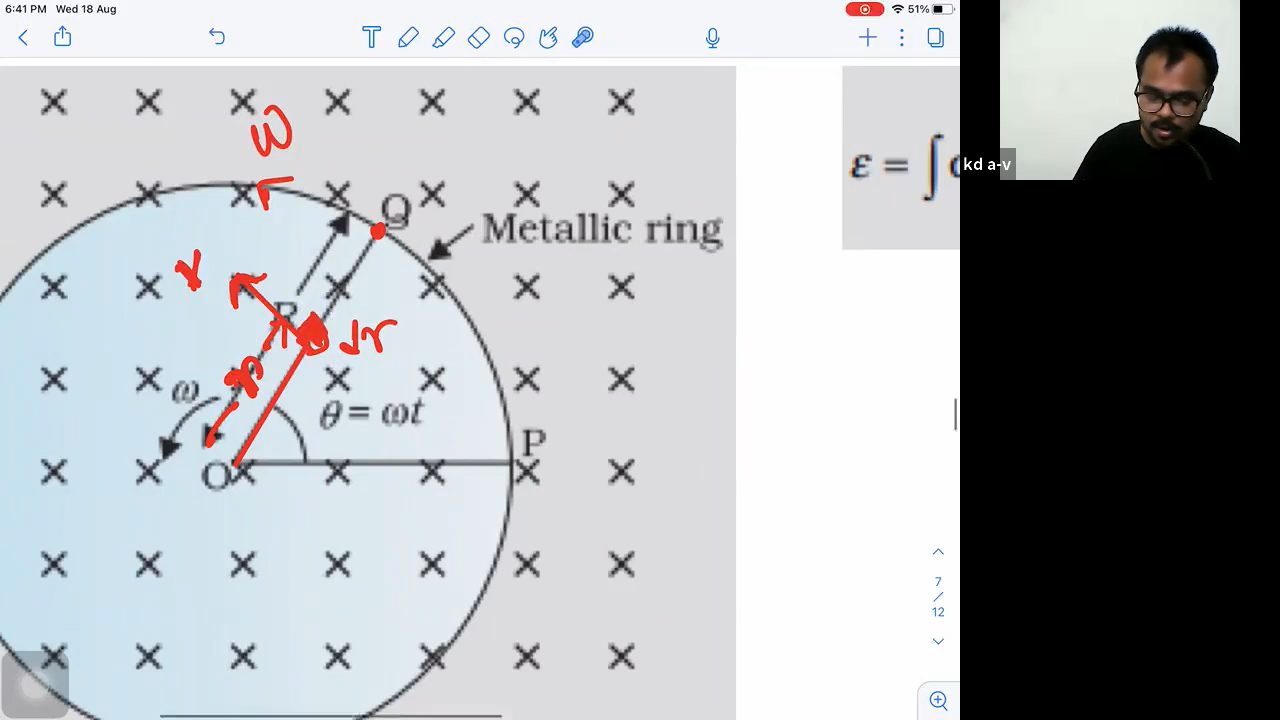 6:41 PM Wed 18 Aug
51%
T
× × × × × × ×
W
× × × × × × ×
Q
Metallic ring
ε = ∫
kd a-v
v
× × × × × × ×
R
dr
r
× × × × × × ×
ω
θ = ωt
P
O
× × × × × × ×
× × × × × × ×
7
/
12
× × × × × × ×